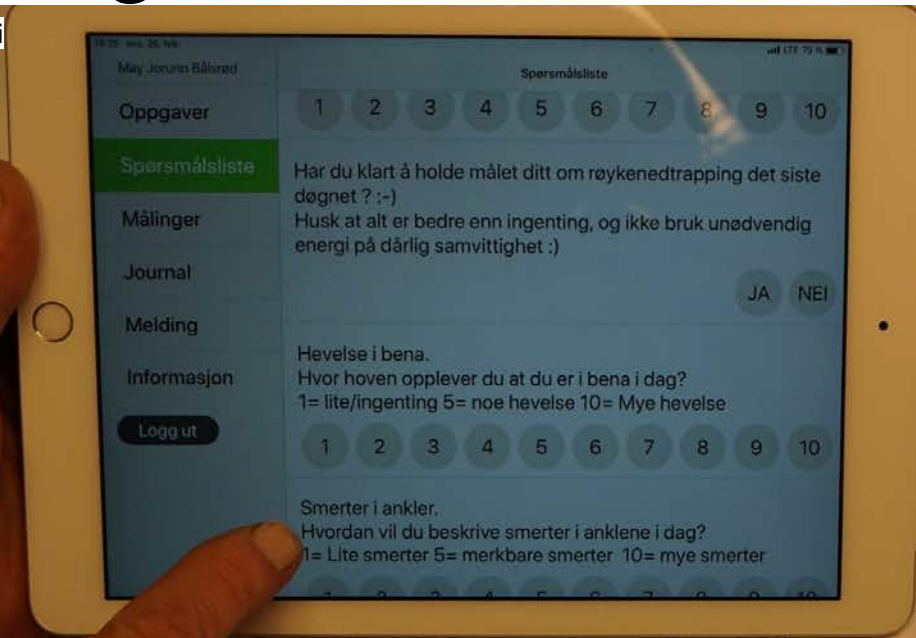 i
May Jorunn Bålsrød
LTE 75 %
Spørsmålsliste
Oppgaver
Spørsmålsliste
Målinger
Journal
Melding
Informasjon
Logg ut
1 2 3 4 5 6 7 8 9 10
Har du klart å holde målet ditt om røykenedtrapping det siste
døgnet ? :-)
Husk at alt er bedre enn ingenting, og ikke bruk unødvendig
energi på dårlig samvittighet :)
JA NEI
Hevelse i bena.
Hvor hoven opplever du at du er i bena i dag?
1= lite/ingenting 5= noe hevelse 10= Mye hevelse
1 2 3 4 5 6 7 8 9 10
Smerter i ankler.
Hvordan vil du beskrive smerter i anklene i dag?
1= Lite smerter 5= merkbare smerter 10= mye smerter